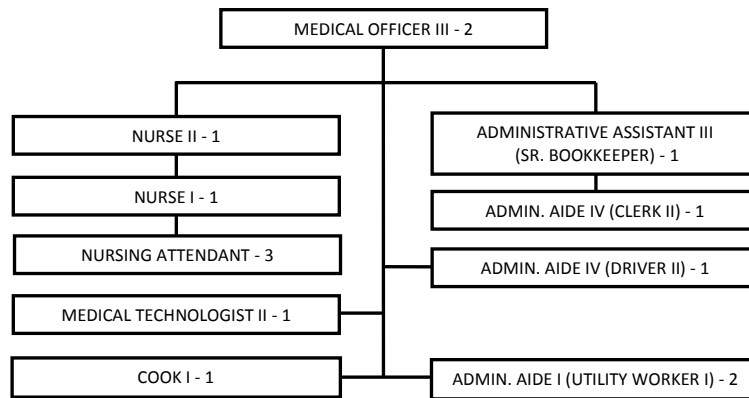 MEDICAL OFFICER III - 2
NURSE II - 1
NURSE I - 1
NURSING ATTENDANT - 3
MEDICAL TECHNOLOGIST II - 1
COOK I - 1
ADMINISTRATIVE ASSISTANT III
(SR. BOOKKEEPER) - 1
ADMIN. AIDE IV (CLERK II) - 1
ADMIN. AIDE IV (DRIVER II) - 1
ADMIN. AIDE I (UTILITY WORKER I) - 2